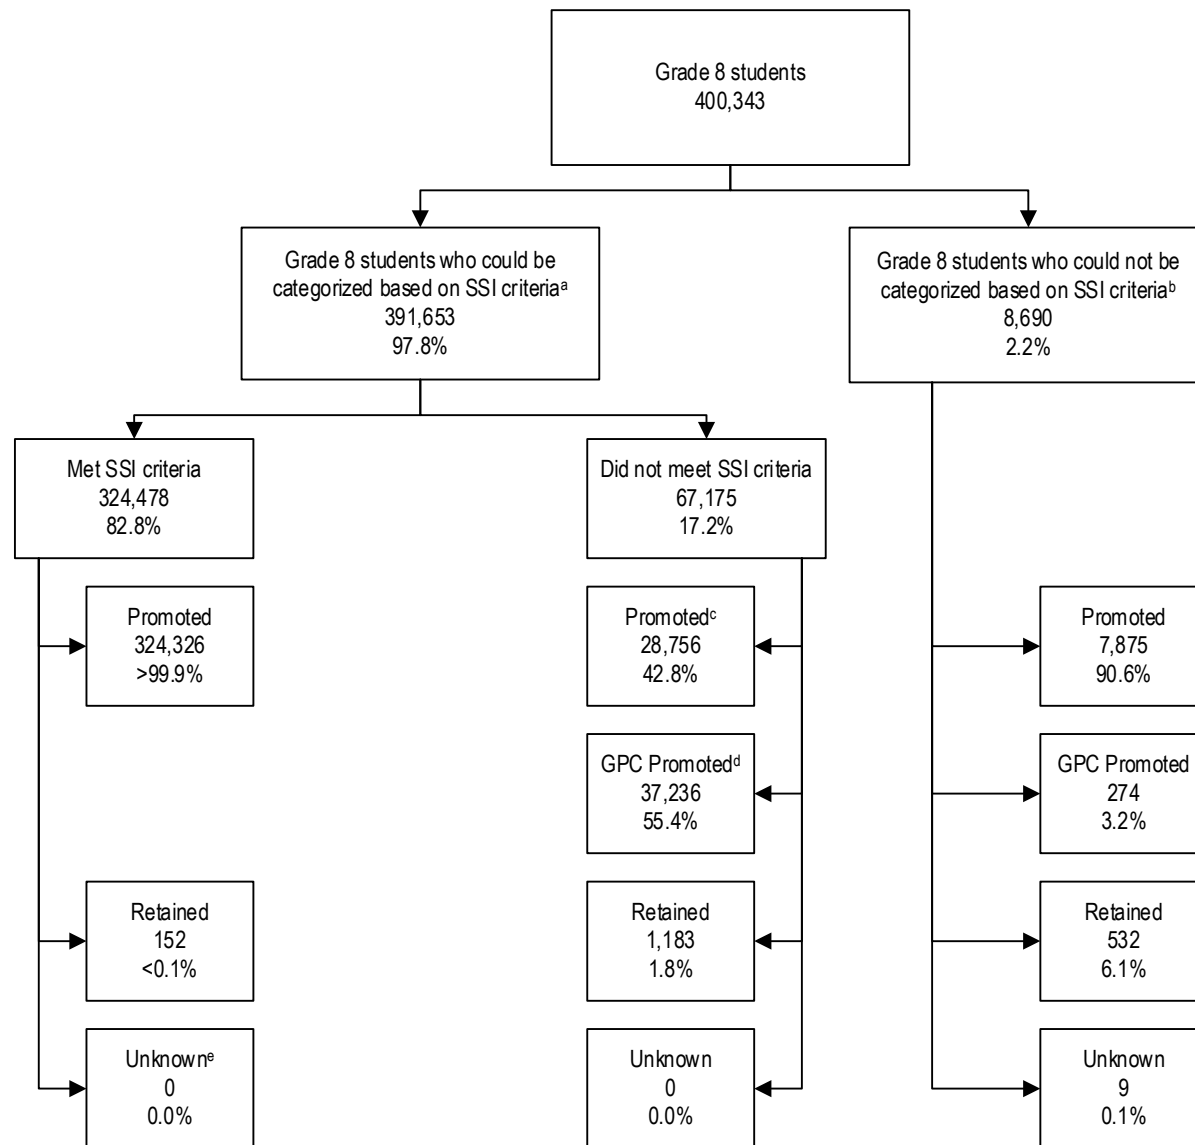 Grade 8 students
400,343
Grade 8 students who could be
categorized based on SSI criteriaᵃ
391,653
97.8%
Grade 8 students who could not be
categorized based on SSI criteriaᵇ
8,690
2.2%
Met SSI criteria
324,478
82.8%
Did not meet SSI criteria
67,175
17.2%
Promoted
324,326
>99.9%
Promotedᶜ
28,756
42.8%
Promoted
7,875
90.6%
GPC Promotedᵈ
37,236
55.4%
GPC Promoted
274
3.2%
Retained
152
<0.1%
Retained
1,183
1.8%
Retained
532
6.1%
Unknownᵉ
0
0.0%
Unknown
0
0.0%
Unknown
9
0.1%